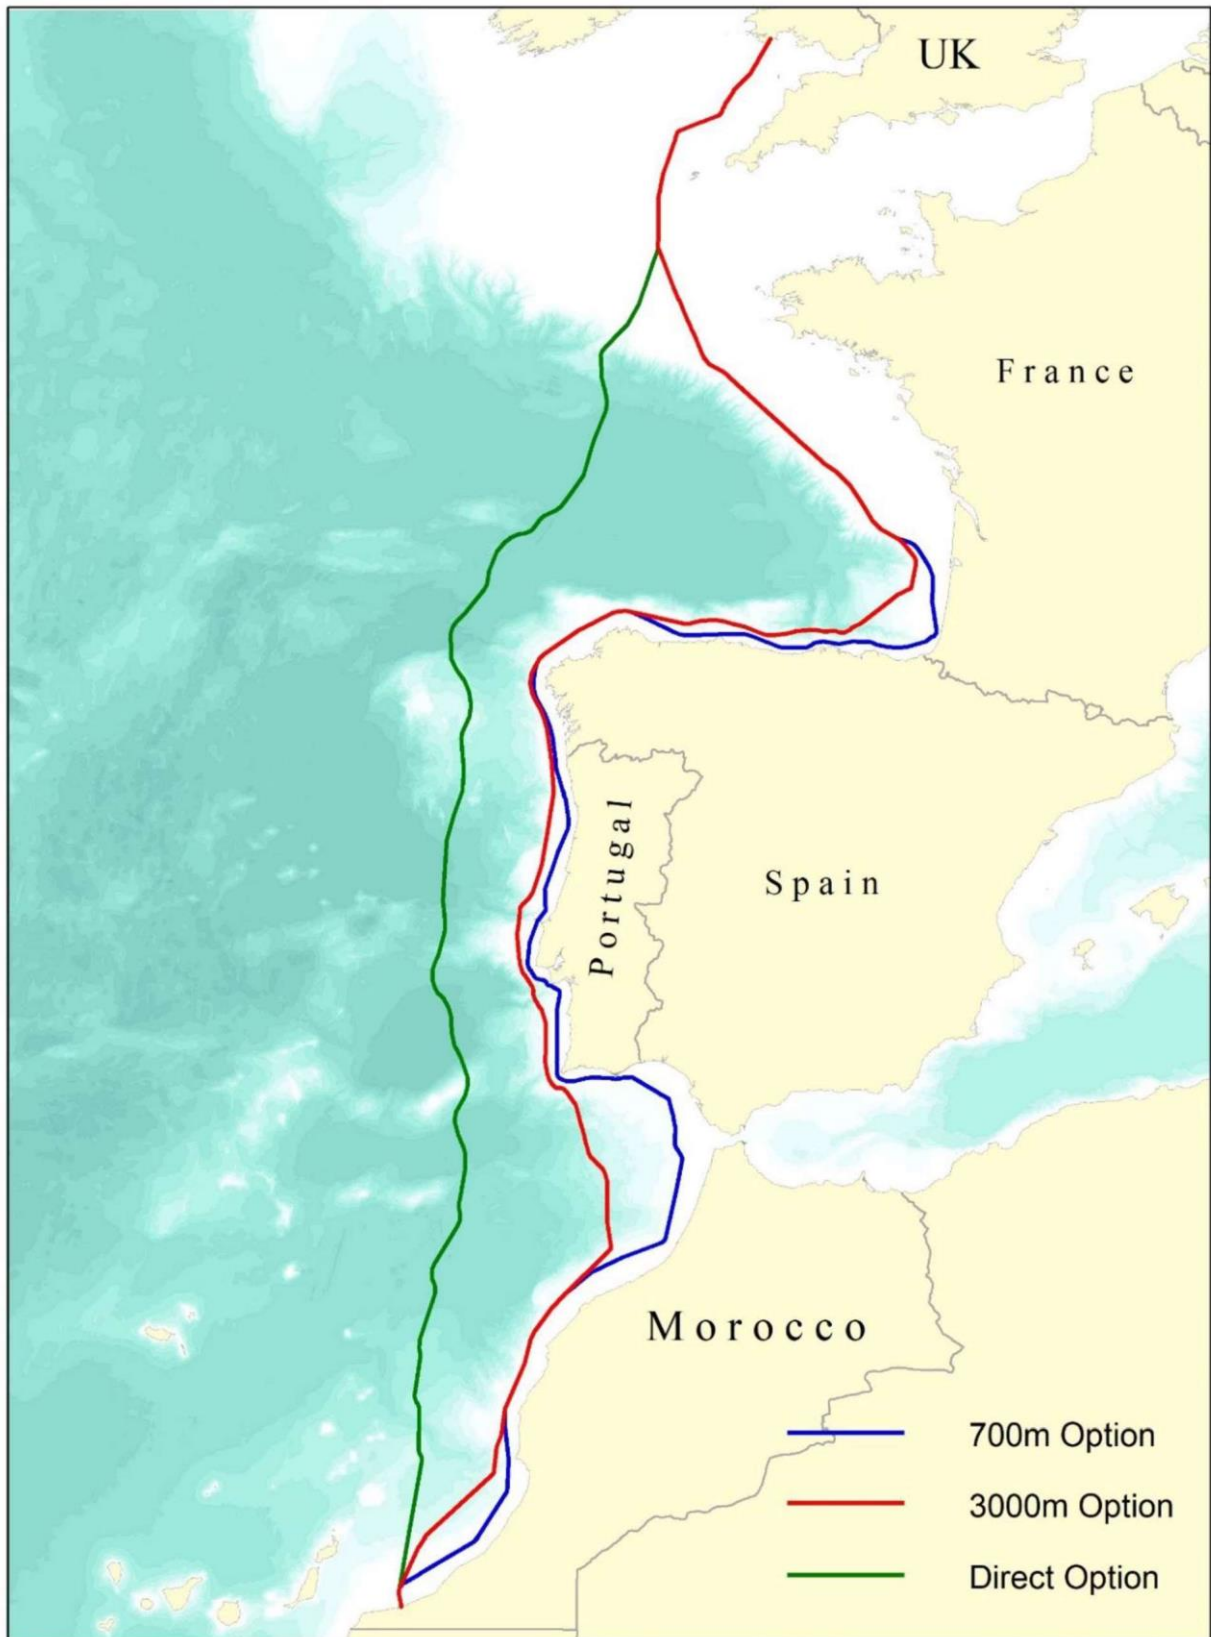 UK
France
Portugal
Spain
Morocco
700m Option
3000m Option
Direct Option